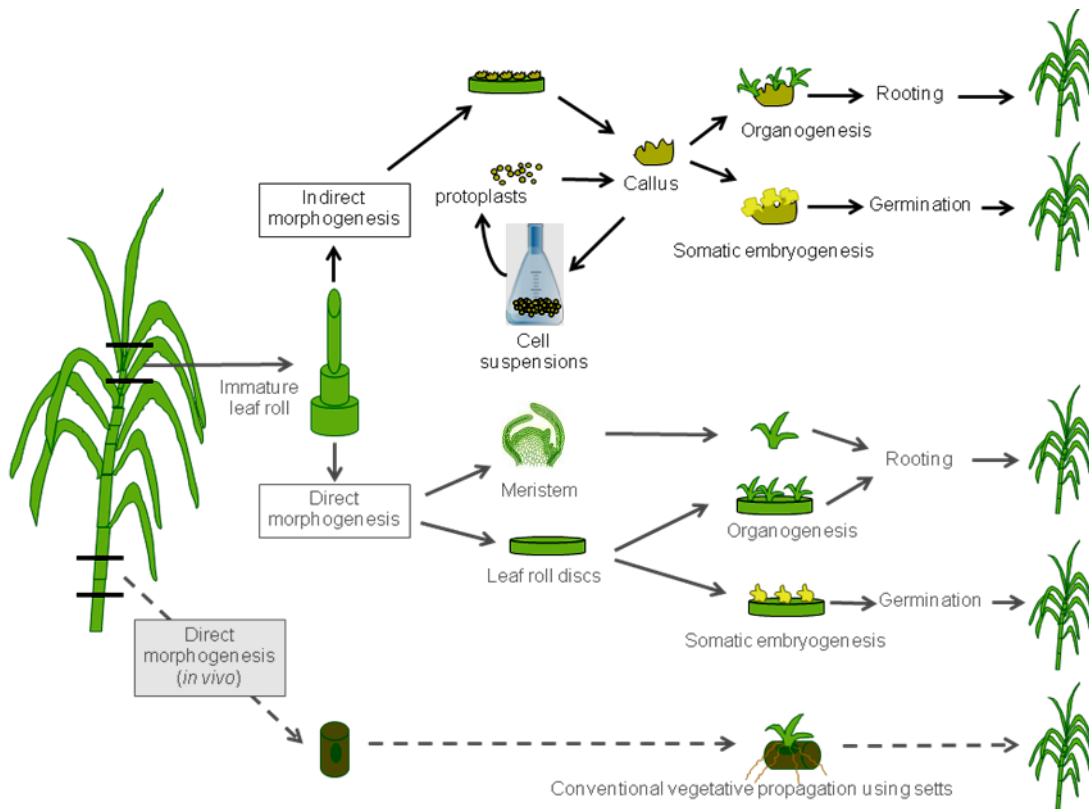 Rooting
Organogenesis
Indirect
morphogenesis
protoplasts
Callus
Germination
Somatic embryogenesis
Cell
suspensions
Immature
leaf roll
Direct
morphogenesis
Meristem
Rooting
Organogenesis
Leaf roll discs
Germination
Somatic embryogenesis
Direct
morphogenesis
(in vivo)
Conventional vegetative propagation using setts